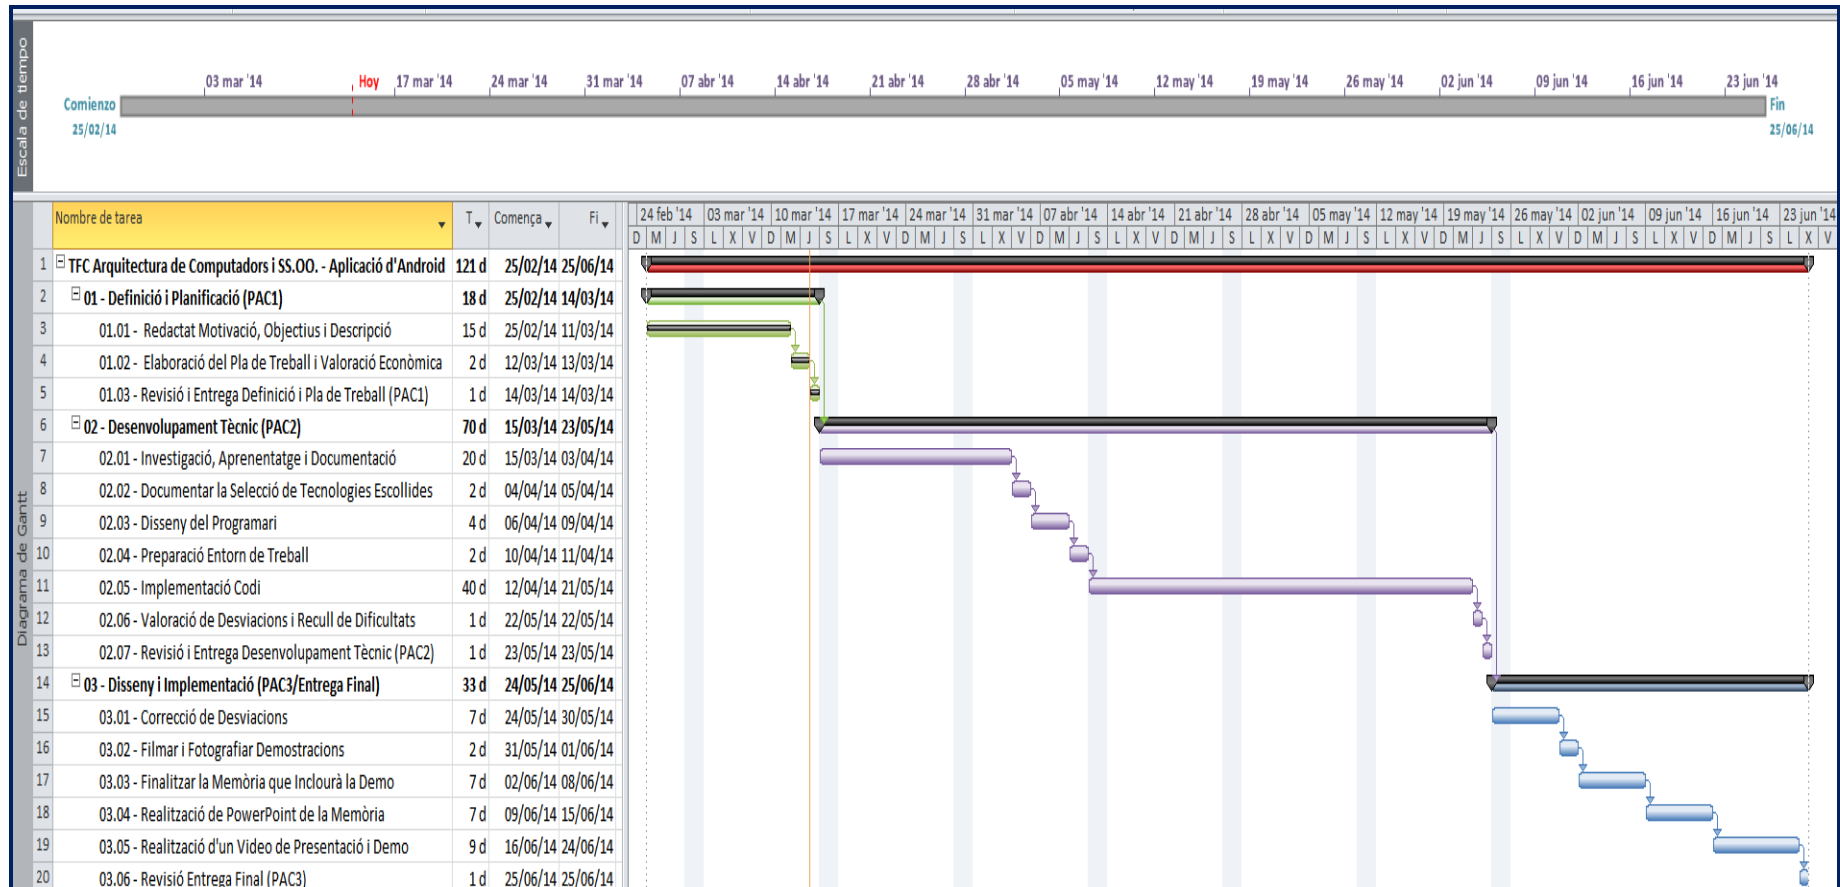 Escala de tiempo
03 mar '14 Hoy 17 mar '14 24 mar '14 31 mar '14 07 abr '14 14 abr '14 21 abr '14 28 abr '14 05 may '14 12 may '14 19 may '14 26 may '14 02 jun '14 09 jun '14 16 jun '14 23 jun '14
Comienzo Fin
25/02/14 25/06/14
Diagrama de Gantt
Nombre de tarea T Comença Fi 24 feb '14 03 mar '14 10 mar '14 17 mar '14 24 mar '14 31 mar '14 07 abr '14 14 abr '14 21 abr '14 28 abr '14 05 may '14 12 may '14 19 may '14 26 may '14 02 jun '14 09 jun '14 16 jun '14 23 jun '14
D M J S L X V D M J S L X V D M J S L X V D M J S L X V D M J S L X V D M J S L X V D M J S L X V D M J S L X V D M J S L X V
1 TFC Arquitectura de Computadors i SS.OO. - Aplicació d'Android 121 d 25/02/14 25/06/14
2 01 - Definició i Planificació (PAC1) 18 d 25/02/14 14/03/14
3 01.01 - Redactat Motivació, Objectius i Descripció 15 d 25/02/14 11/03/14
4 01.02 - Elaboració del Pla de Treball i Valoració Econòmica 2 d 12/03/14 13/03/14
5 01.03 - Revisió i Entrega Definició i Pla de Treball (PAC1) 1 d 14/03/14 14/03/14
6 02 - Desenvolupament Tècnic (PAC2) 70 d 15/03/14 23/05/14
7 02.01 - Investigació, Aprenentatge i Documentació 20 d 15/03/14 03/04/14
8 02.02 - Documentar la Selecció de Tecnologies Escollides 2 d 04/04/14 05/04/14
9 02.03 - Disseny del Programari 4 d 06/04/14 09/04/14
10 02.04 - Preparació Entorn de Treball 2 d 10/04/14 11/04/14
11 02.05 - Implementació Codi 40 d 12/04/14 21/05/14
12 02.06 - Valoració de Desviacions i Recull de Dificultats 1 d 22/05/14 22/05/14
13 02.07 - Revisió i Entrega Desenvolupament Tècnic (PAC2) 1 d 23/05/14 23/05/14
14 03 - Disseny i Implementació (PAC3/Entrega Final) 33 d 24/05/14 25/06/14
15 03.01 - Correcció de Desviacions 7 d 24/05/14 30/05/14
16 03.02 - Filmar i Fotografiar Demostracions 2 d 31/05/14 01/06/14
17 03.03 - Finalitzar la Memòria que Inclourà la Demo 7 d 02/06/14 08/06/14
18 03.04 - Realització de PowerPoint de la Memòria 7 d 09/06/14 15/06/14
19 03.05 - Realització d'un Video de Presentació i Demo 9 d 16/06/14 24/06/14
20 03.06 - Revisió Entrega Final (PAC3) 1 d 25/06/14 25/06/14